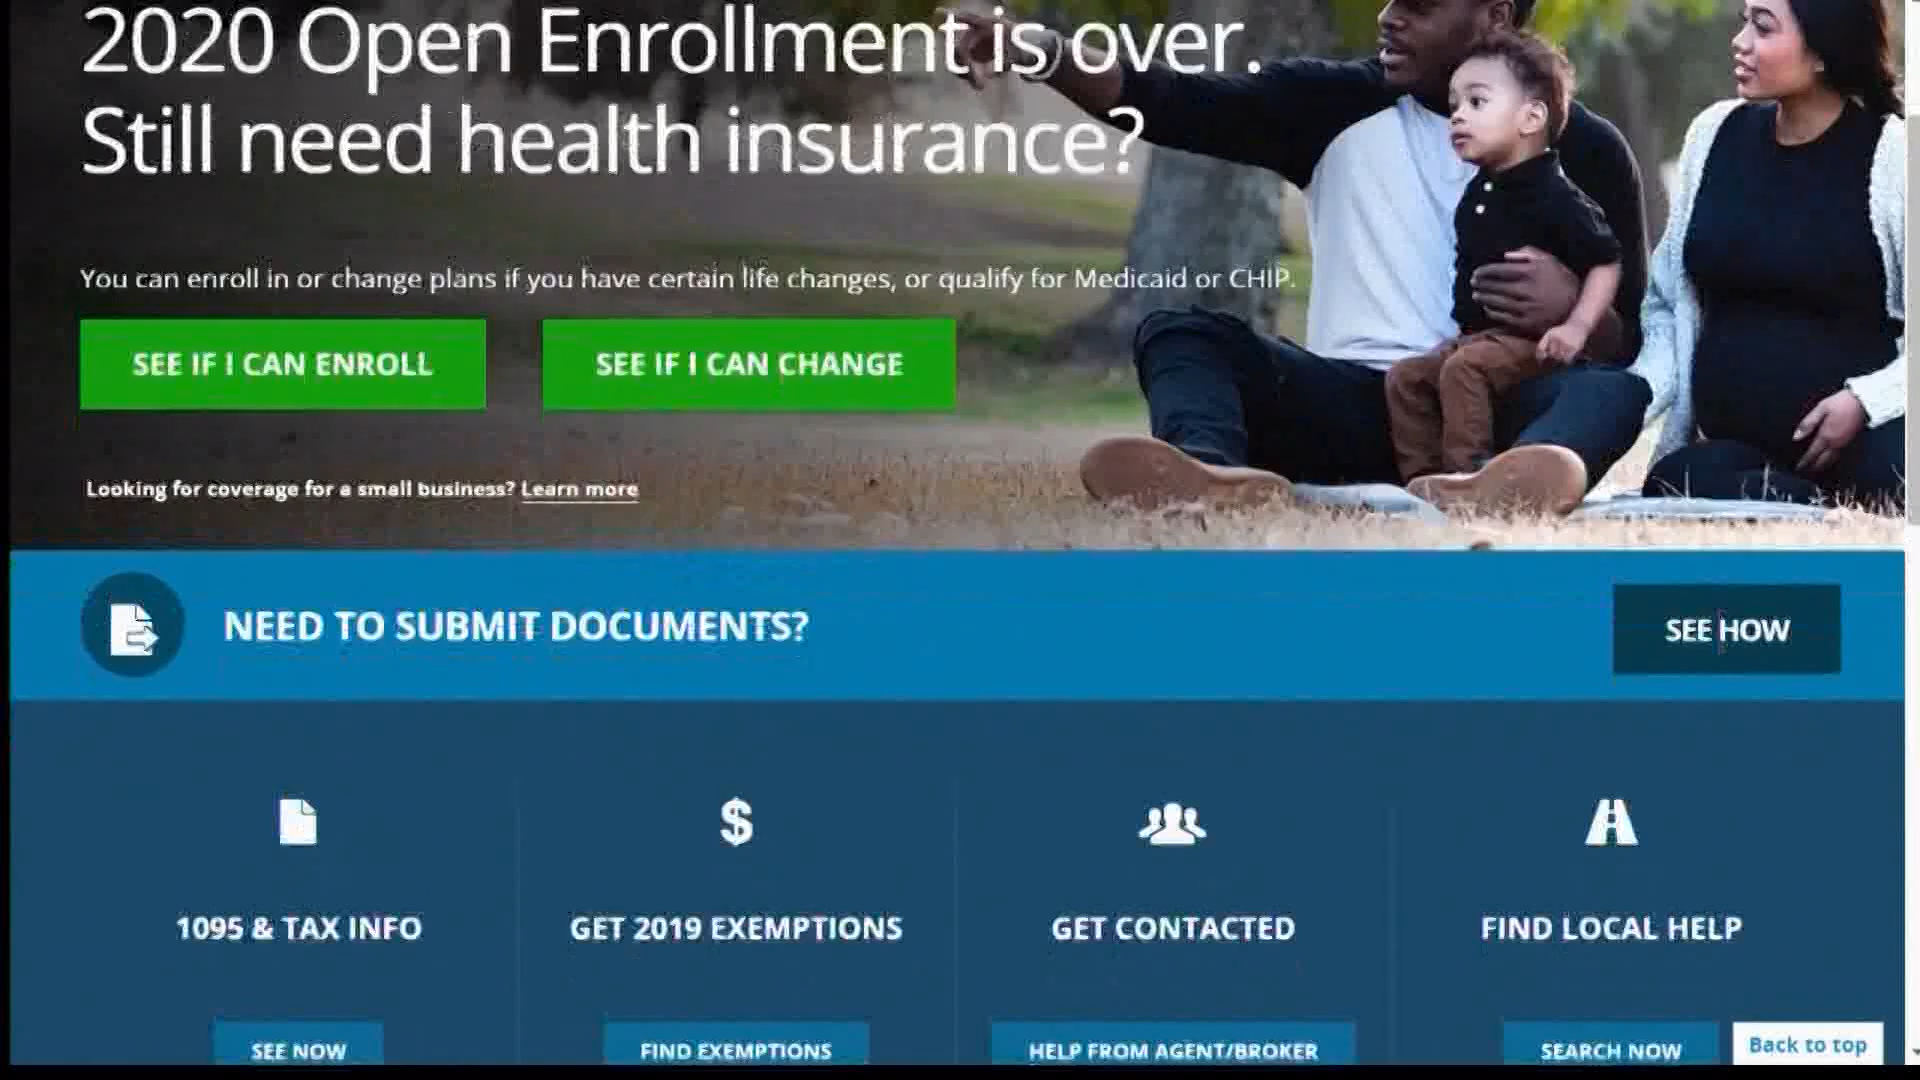 2020 Open Enrollment is over.
Still need health insurance?
You can enroll in or change plans if you have certain life changes, or qualify for Medicaid or CHIP.
SEE IF I CAN ENROLL
SEE IF I CAN CHANGE
Looking for coverage for a small business? Learn more
NEED TO SUBMIT DOCUMENTS?
SEE HOW
1095 & TAX INFO
GET 2019 EXEMPTIONS
GET CONTACTED
FIND LOCAL HELP
SEE NOW
FIND EXEMPTIONS
HELP FROM AGENT/BROKER
SEARCH NOW
Back to top